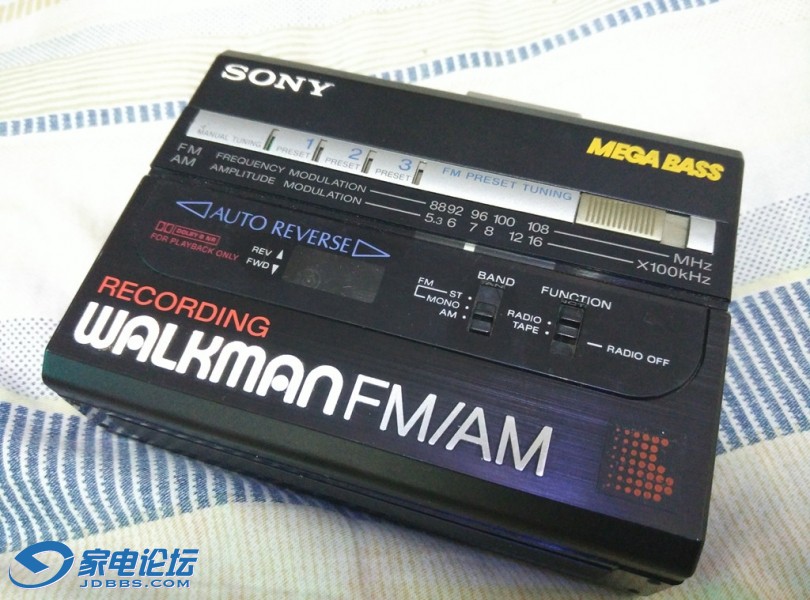 SONY
MEGA BASS
MANUAL TUNING 1 PRESET 2 PRESET 3 PRESET FM PRESET TUNING
FM FREQUENCY MODULATION 88 92 96 100 108 MHz
AM AMPLITUDE MODULATION 5.3 6 7 8 12 16 X100kHz
AUTO REVERSE
DOLBY B NR
FOR PLAYBACK ONLY
REV
FWD
BAND
FM ST
MONO
AM
FUNCTION
RADIO
TAPE
RADIO OFF
RECORDING
WALKMAN FM/AM
家电论坛
JDBBS.COM